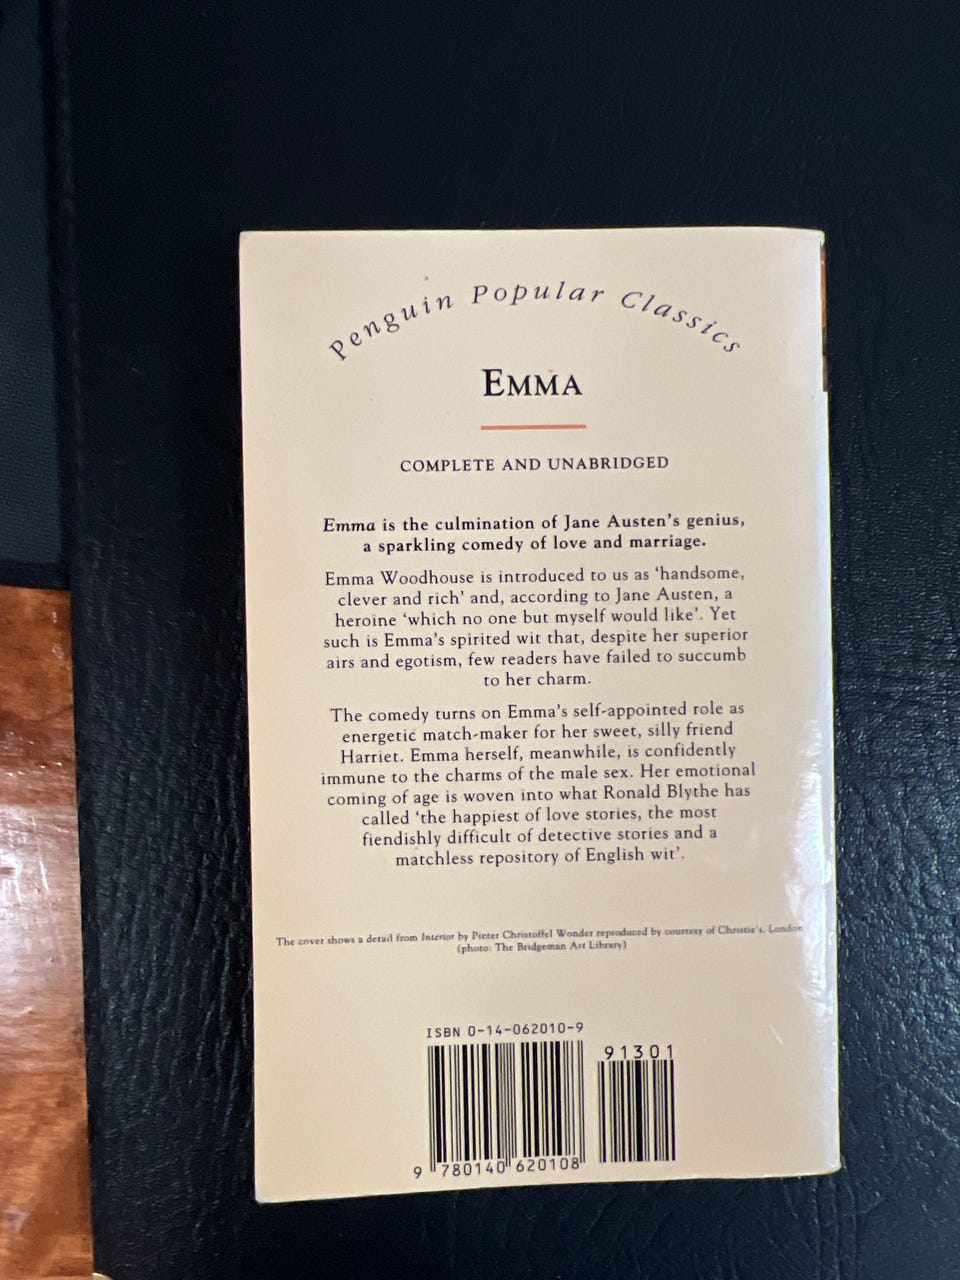 Penguin Popular Classics
EMMA
COMPLETE AND UNABRIDGED
Emma is the culmination of Jane Austen's genius,
a sparkling comedy of love and marriage.
Emma Woodhouse is introduced to us as 'handsome,
clever and rich' and, according to Jane Austen, a
heroine 'which no one but myself would like'. Yet
such is Emma's spirited wit that, despite her superior
airs and egotism, few readers have failed to succumb
to her charm.
The comedy turns on Emma's self-appointed role as
energetic match-maker for her sweet, silly friend
Harriet. Emma herself, meanwhile, is confidently
immune to the charms of the male sex. Her emotional
coming of age is woven into what Ronald Blythe has
called 'the happiest of love stories, the most
fiendishly difficult of detective stories and a
matchless repository of English wit'.
The cover shows a detail from Interior by Pieter Christoffel Wonder reproduced by courtesy of Christie's, London
(photo: The Bridgeman Art Library)
ISBN 0-14-062010-9
91301
9 780140 620108